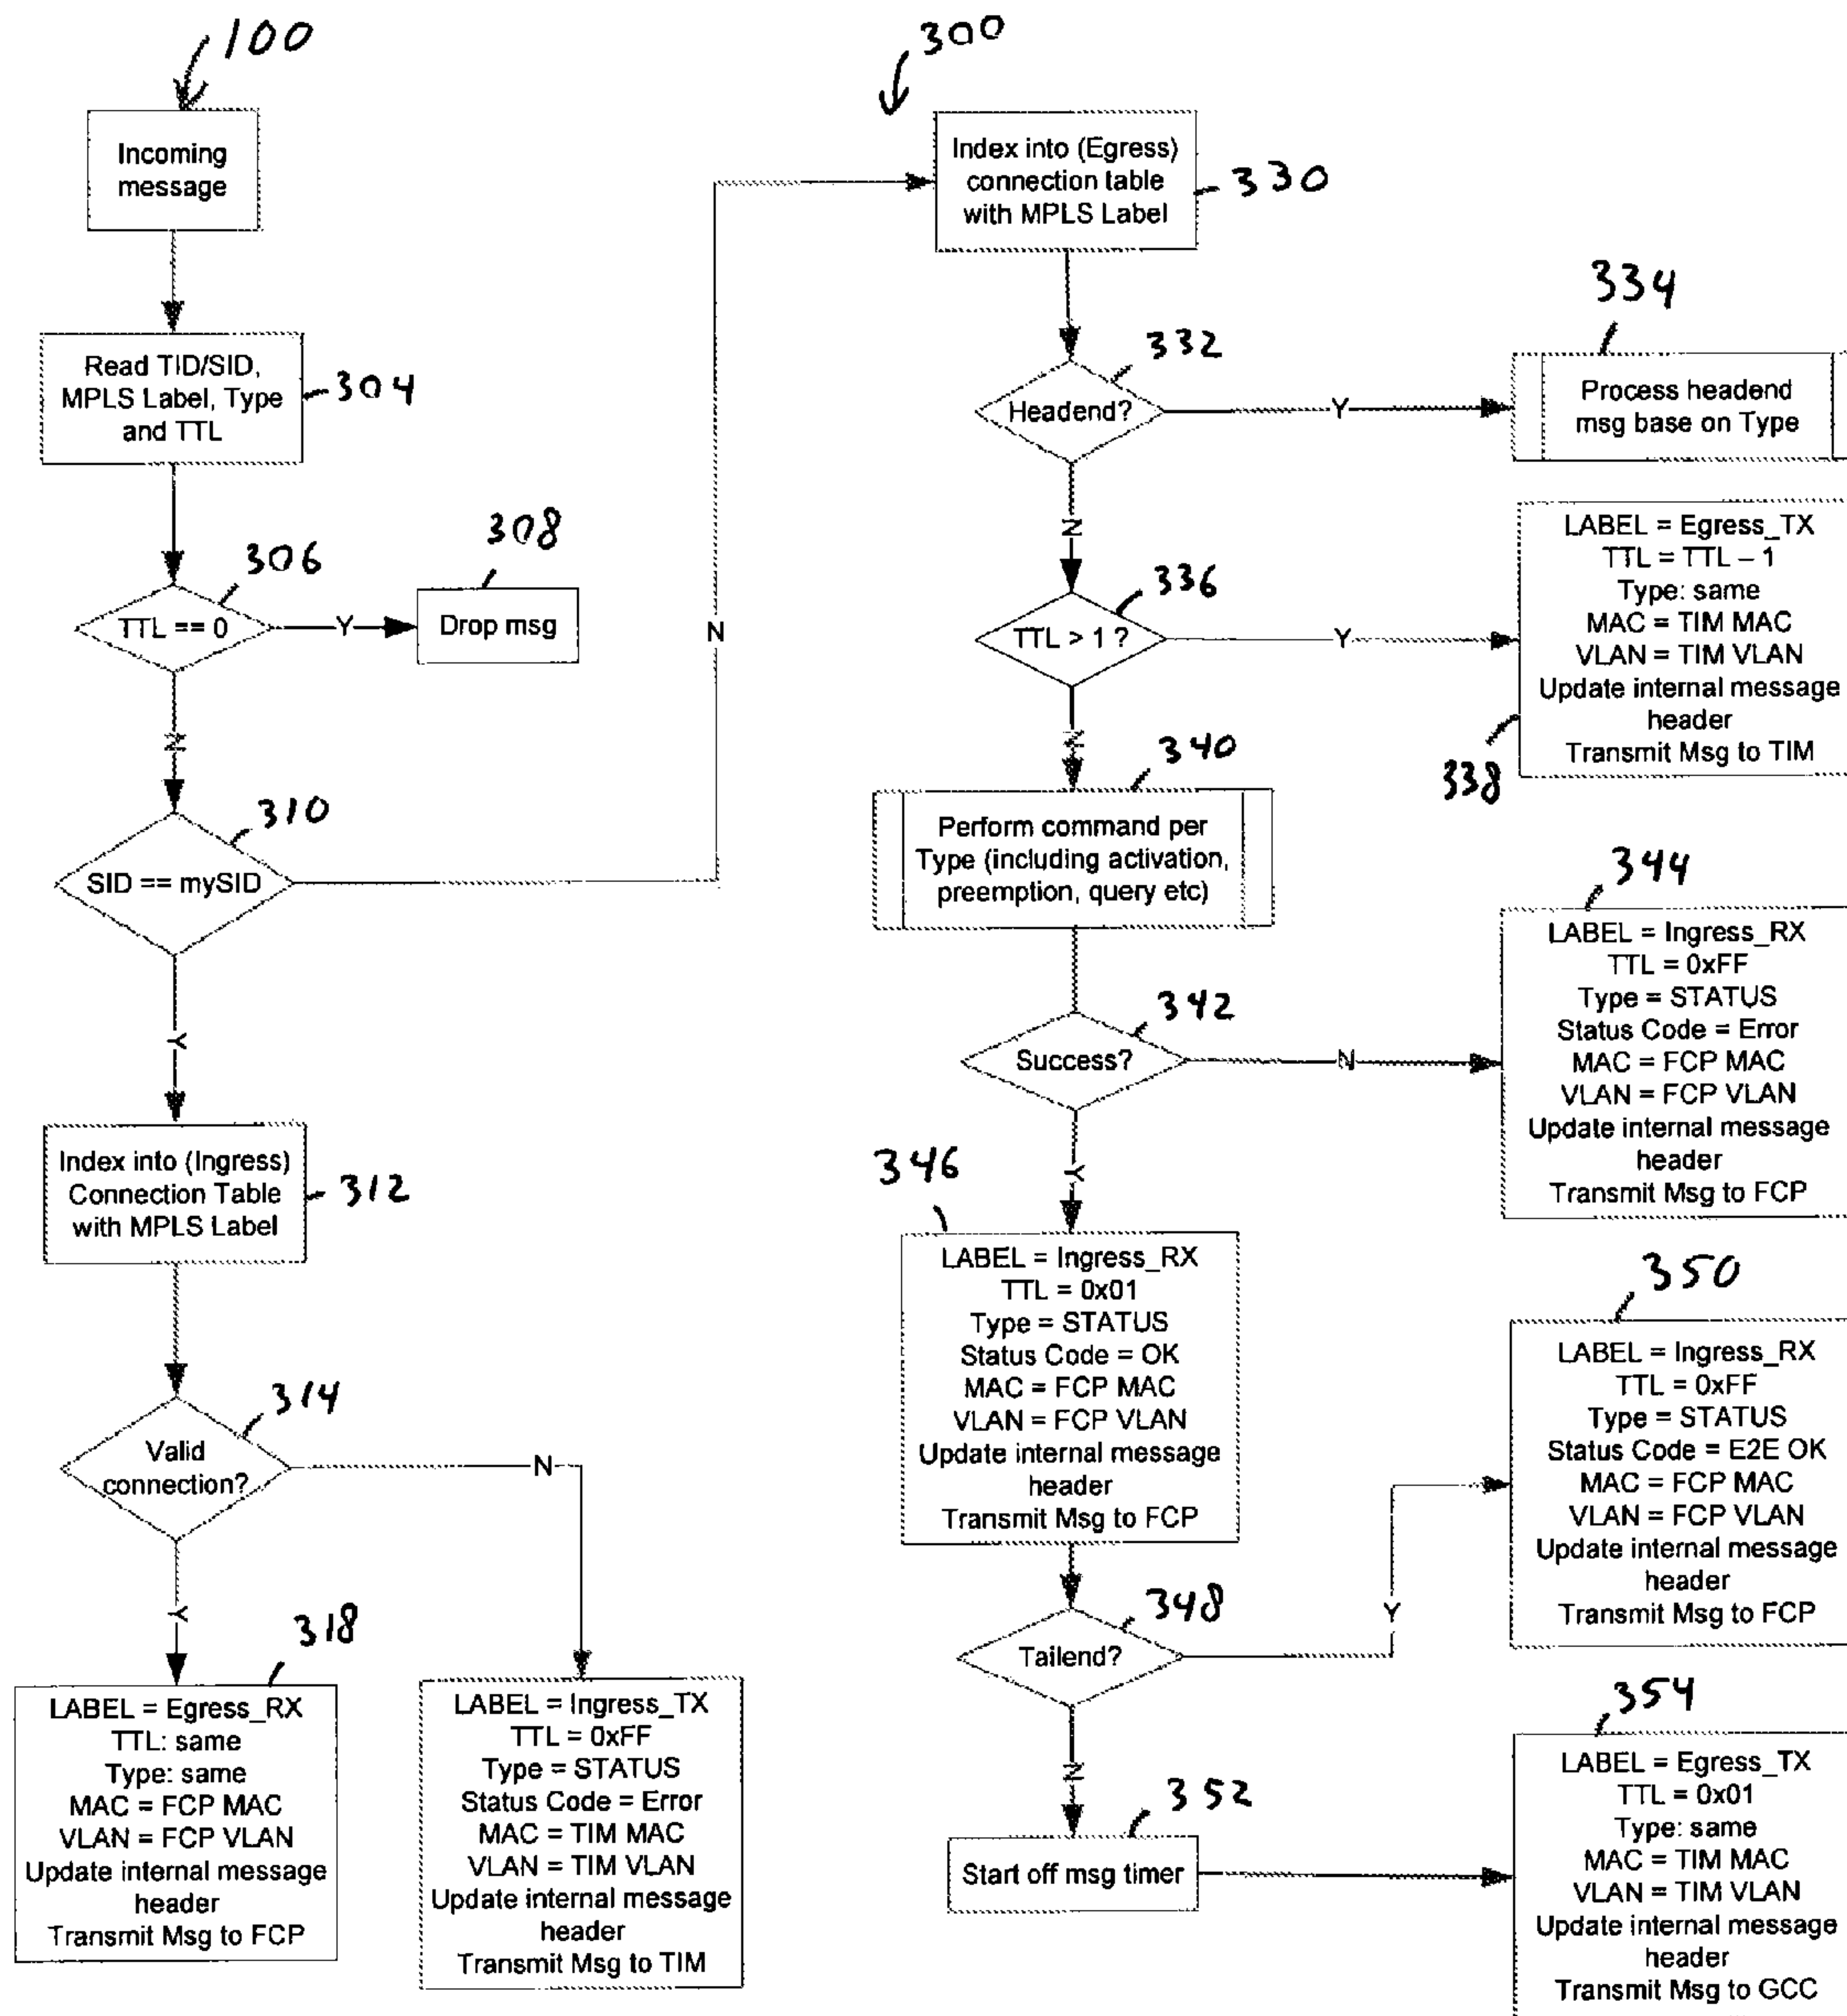 100
Incoming
message
Read TID/SID,
MPLS Label, Type
and TTL
304
306
TTL == 0
Y
308
Drop msg
N
310
SID == mySID
N
Y
Index into (Ingress)
Connection Table
with MPLS Label
312
314
Valid
connection?
N
Y
318
LABEL = Egress_RX
TTL: same
Type: same
MAC = FCP MAC
VLAN = FCP VLAN
Update internal message
header
Transmit Msg to FCP
LABEL = Ingress_TX
TTL = 0xFF
Type = STATUS
Status Code = Error
MAC = TIM MAC
VLAN = TIM VLAN
Update internal message
header
Transmit Msg to TIM
300
Index into (Egress)
connection table
with MPLS Label
330
332
Headend?
Y
334
Process headend
msg base on Type
N
336
TTL > 1 ?
Y
LABEL = Egress_TX
TTL = TTL – 1
Type: same
MAC = TIM MAC
VLAN = TIM VLAN
Update internal message
header
Transmit Msg to TIM
338
N
340
Perform command per
Type (including activation,
preemption, query etc)
342
Success?
N
344
LABEL = Ingress_RX
TTL = 0xFF
Type = STATUS
Status Code = Error
MAC = FCP MAC
VLAN = FCP VLAN
Update internal message
header
Transmit Msg to FCP
Y
346
LABEL = Ingress_RX
TTL = 0x01
Type = STATUS
Status Code = OK
MAC = FCP MAC
VLAN = FCP VLAN
Update internal message
header
Transmit Msg to FCP
348
Tailend?
Y
350
LABEL = Ingress_RX
TTL = 0xFF
Type = STATUS
Status Code = E2E OK
MAC = FCP MAC
VLAN = FCP VLAN
Update internal message
header
Transmit Msg to FCP
N
352
Start off msg timer
354
LABEL = Egress_TX
TTL = 0x01
Type: same
MAC = TIM MAC
VLAN = TIM VLAN
Update internal message
header
Transmit Msg to GCC